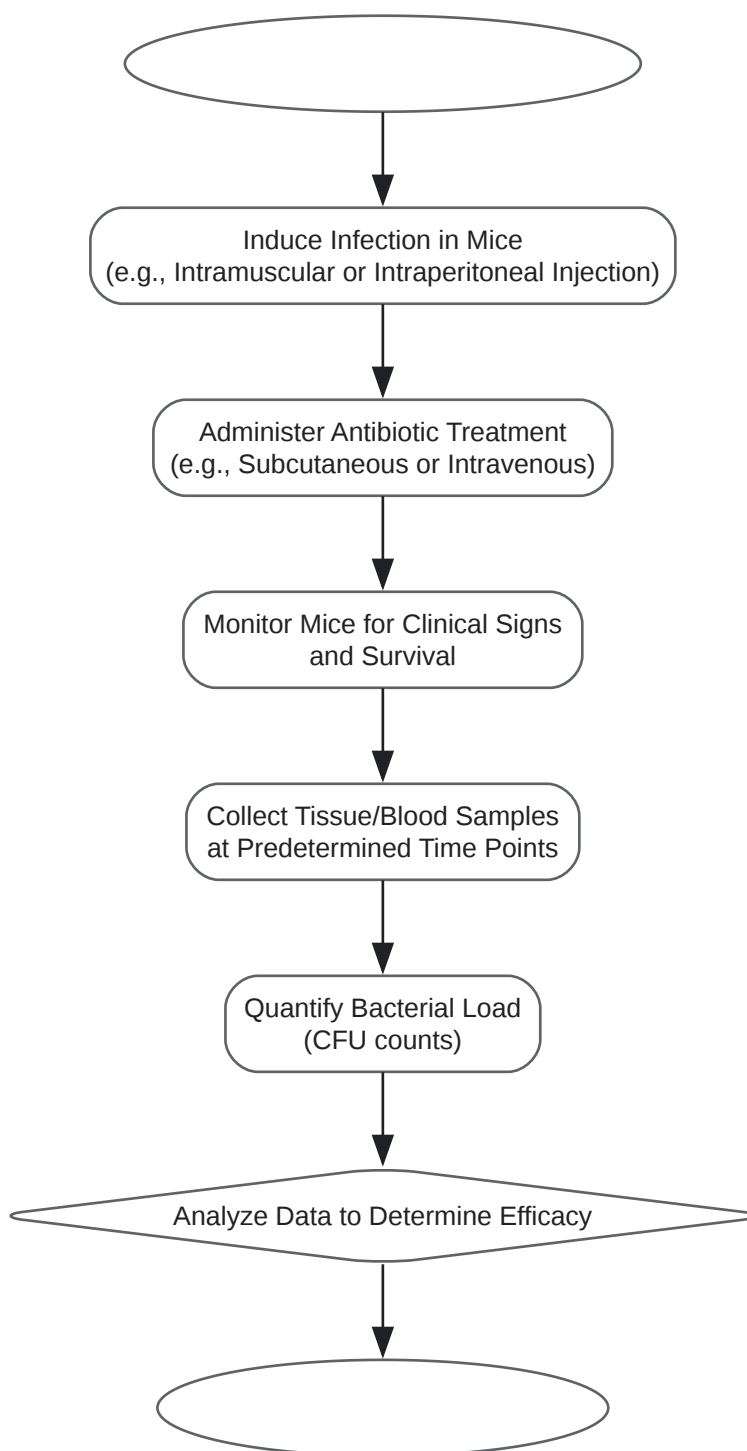 Induce Infection in Mice
(e.g., Intramuscular or Intraperitoneal Injection)
Administer Antibiotic Treatment
(e.g., Subcutaneous or Intravenous)
Monitor Mice for Clinical Signs
and Survival
Collect Tissue/Blood Samples
at Predetermined Time Points
Quantify Bacterial Load
(CFU counts)
Analyze Data to Determine Efficacy